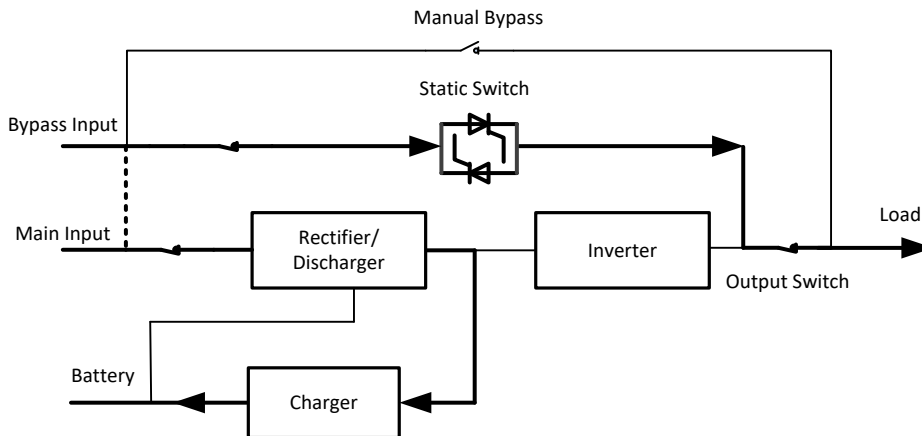 Manual Bypass
Static Switch
Bypass Input
Main Input
Rectifier/
Discharger
Inverter
Load
Output Switch
Battery
Charger